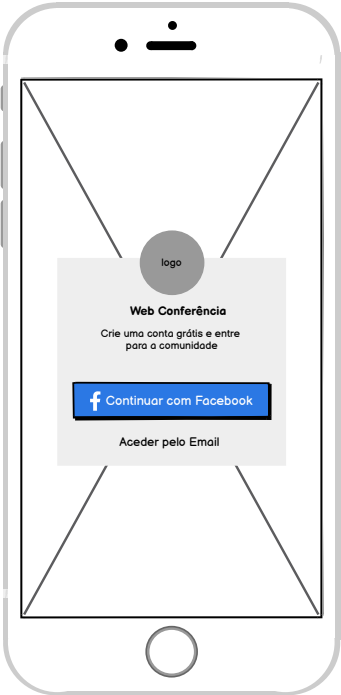 logo
Web Conferência
Crie uma conta grátis e entre
para a comunidade
Continuar com Facebook
Aceder pelo Email